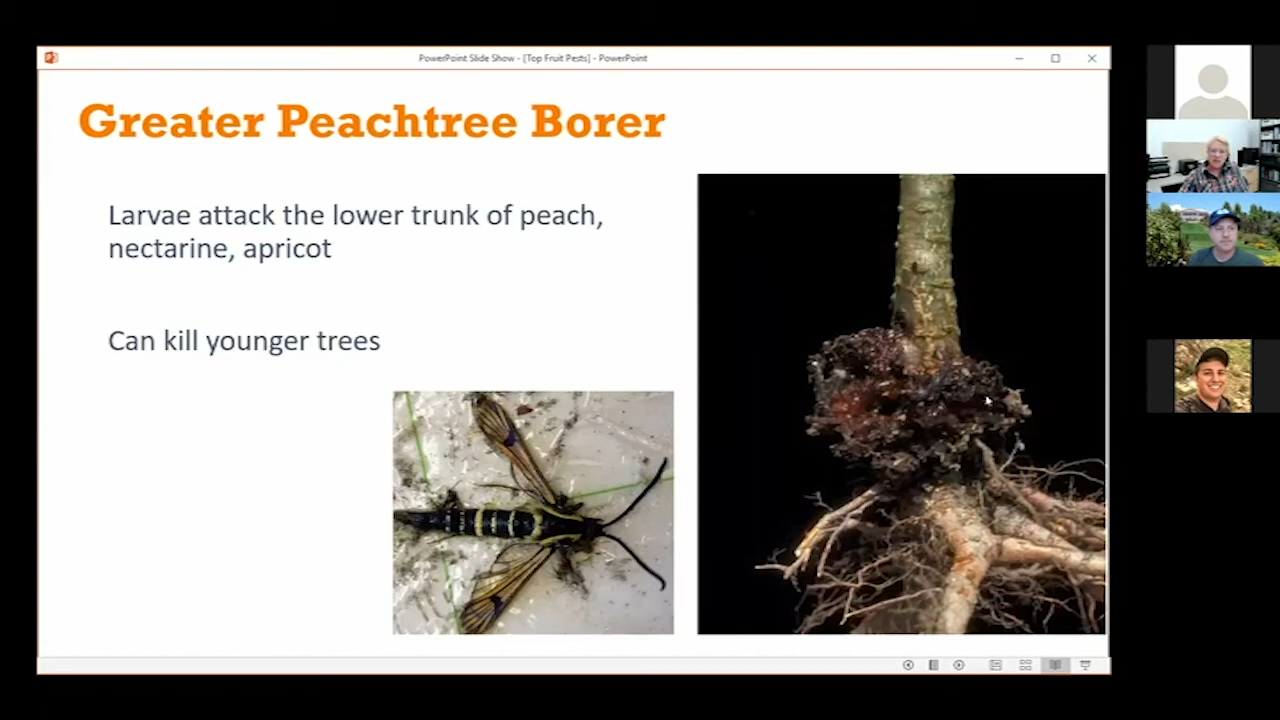 PowerPoint Slide Show - [Top Fruit Pests] - PowerPoint
Greater Peachtree Borer
Larvae attack the lower trunk of peach,
nectarine, apricot
Can kill younger trees